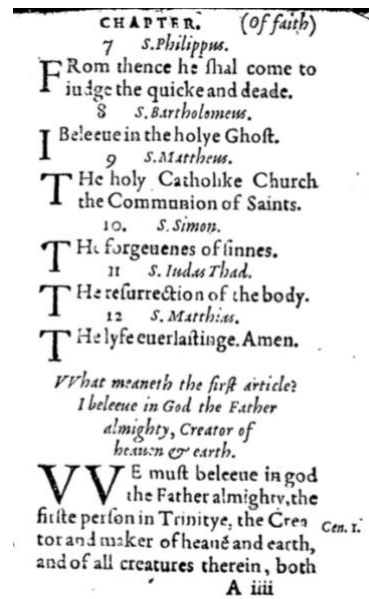 CHAPTER. (Of faith)
7 S. Philippus.
FRom thence he ſhal come to
iudge the quicke and deade.
8 S. Bartholomeus.
I Beleeue in the holye Ghoſt.
9 S. Mattheus.
THe holy Catholike Church
the Communion of Saints.
10. S. Simon.
THe forgeuenes of ſinnes.
11 S. Iudas Thad.
THe reſurrection of the body.
12 S. Matthias.
THe lyfe euerlaſtinge. Amen.
VVhat meaneth the firſt article?
I beleeue in God the Father
almighty, Creator of
heauen & earth.
VVE muſt beleeue in god
the Father almighty, the
firſte perſon in Trinitye, the Crea
tor and maker of heauẽ and earth,
and of all creatures therein, both
Gen. 1.
A iiii